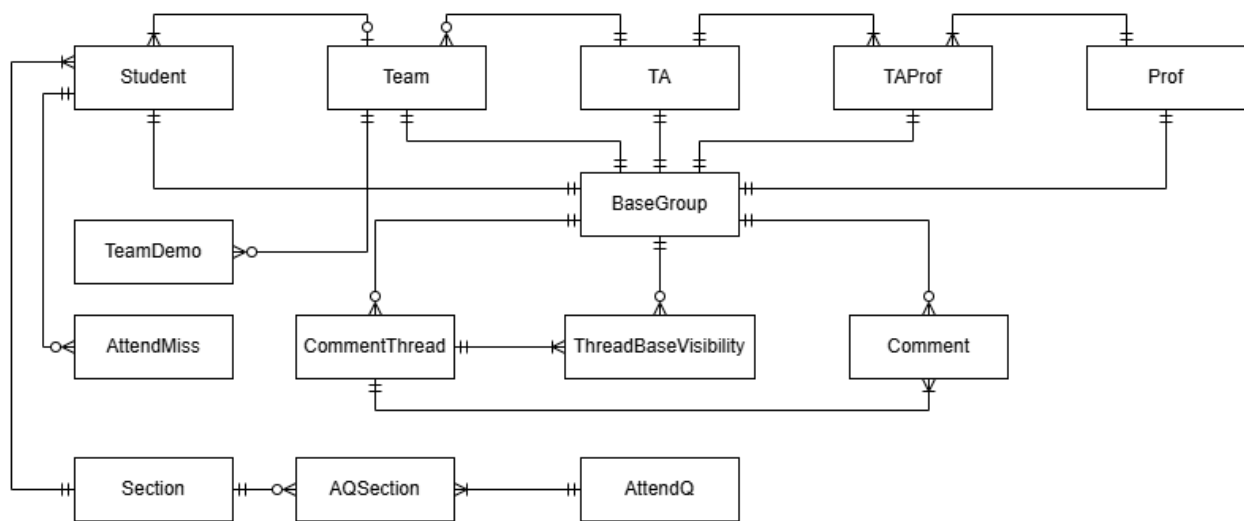 Student
Team
TA
TAProf
Prof
BaseGroup
TeamDemo
AttendMiss
CommentThread
ThreadBaseVisibility
Comment
Section
AQSection
AttendQ